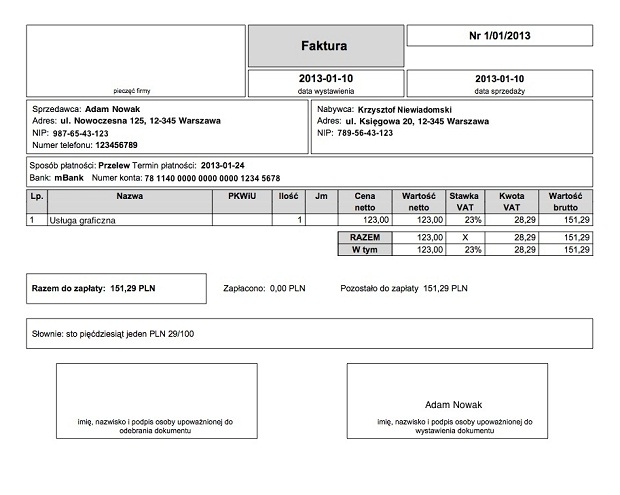 Faktura
Nr 1/01/2013
pieczęć firmy
2013-01-10
data wystawienia
2013-01-10
data sprzedaży
Sprzedawca: Adam Nowak
Adres: ul. Nowoczesna 125, 12-345 Warszawa
NIP: 987-65-43-123
Numer telefonu: 123456789
Nabywca: Krzysztof Niewiadomski
Adres: ul. Księgowa 20, 12-345 Warszawa
NIP: 789-56-43-123
Sposób płatności: Przelew Termin płatności: 2013-01-24
Bank: mBank Numer konta: 78 1140 0000 0000 0000 1234 5678
Lp. Nazwa PKWiU Ilość Jm Cena netto Wartość netto Stawka VAT Kwota VAT Wartość brutto
1 Usługa graficzna 1 123,00 123,00 23% 28,29 151,29
RAZEM 123,00 X 28,29 151,29
W tym 123,00 23% 28,29 151,29
Razem do zapłaty: 151,29 PLN Zapłacono: 0,00 PLN Pozostało do zapłaty 151,29 PLN
Słownie: sto pięćdziesiąt jeden PLN 29/100
imię, nazwisko i podpis osoby upoważnionej do
odebrania dokumentu
Adam Nowak
imię, nazwisko i podpis osoby upoważnionej do
wystawienia dokumentu